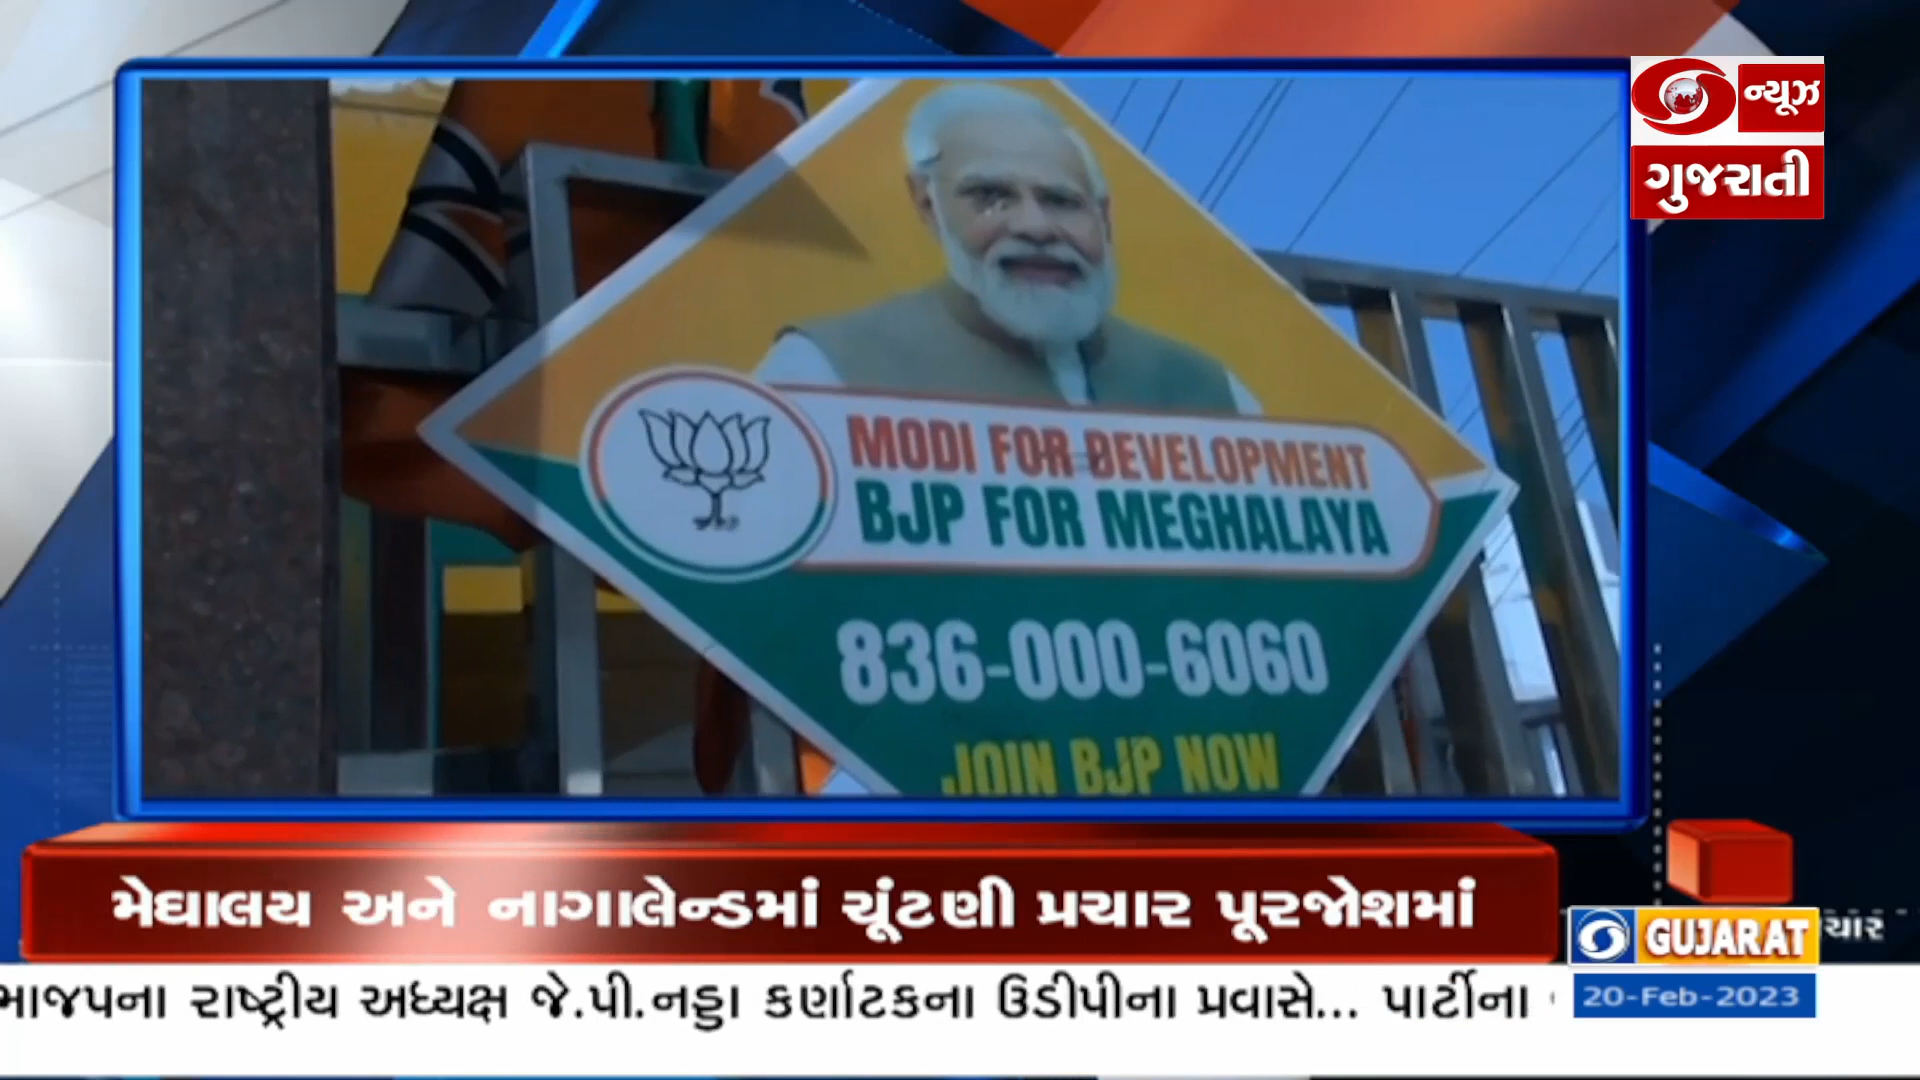 ન્યૂઝ
ગુજરાતી
MODI FOR DEVELOPMENT
BJP FOR MEGHALAYA
836-000-6060
JOIN BJP NOW
મેઘાલય અને નાગાલેન્ડમાં ચૂંટણી પ્રચાર પૂરજોશમાં
GUJARAT
ભાજપના રાષ્ટ્રીય અધ્યક્ષ જે.પી.નડ્ડા કર્ણાટકના ઉડીપીના પ્રવાસે... પાર્ટીના
20-Feb-2023